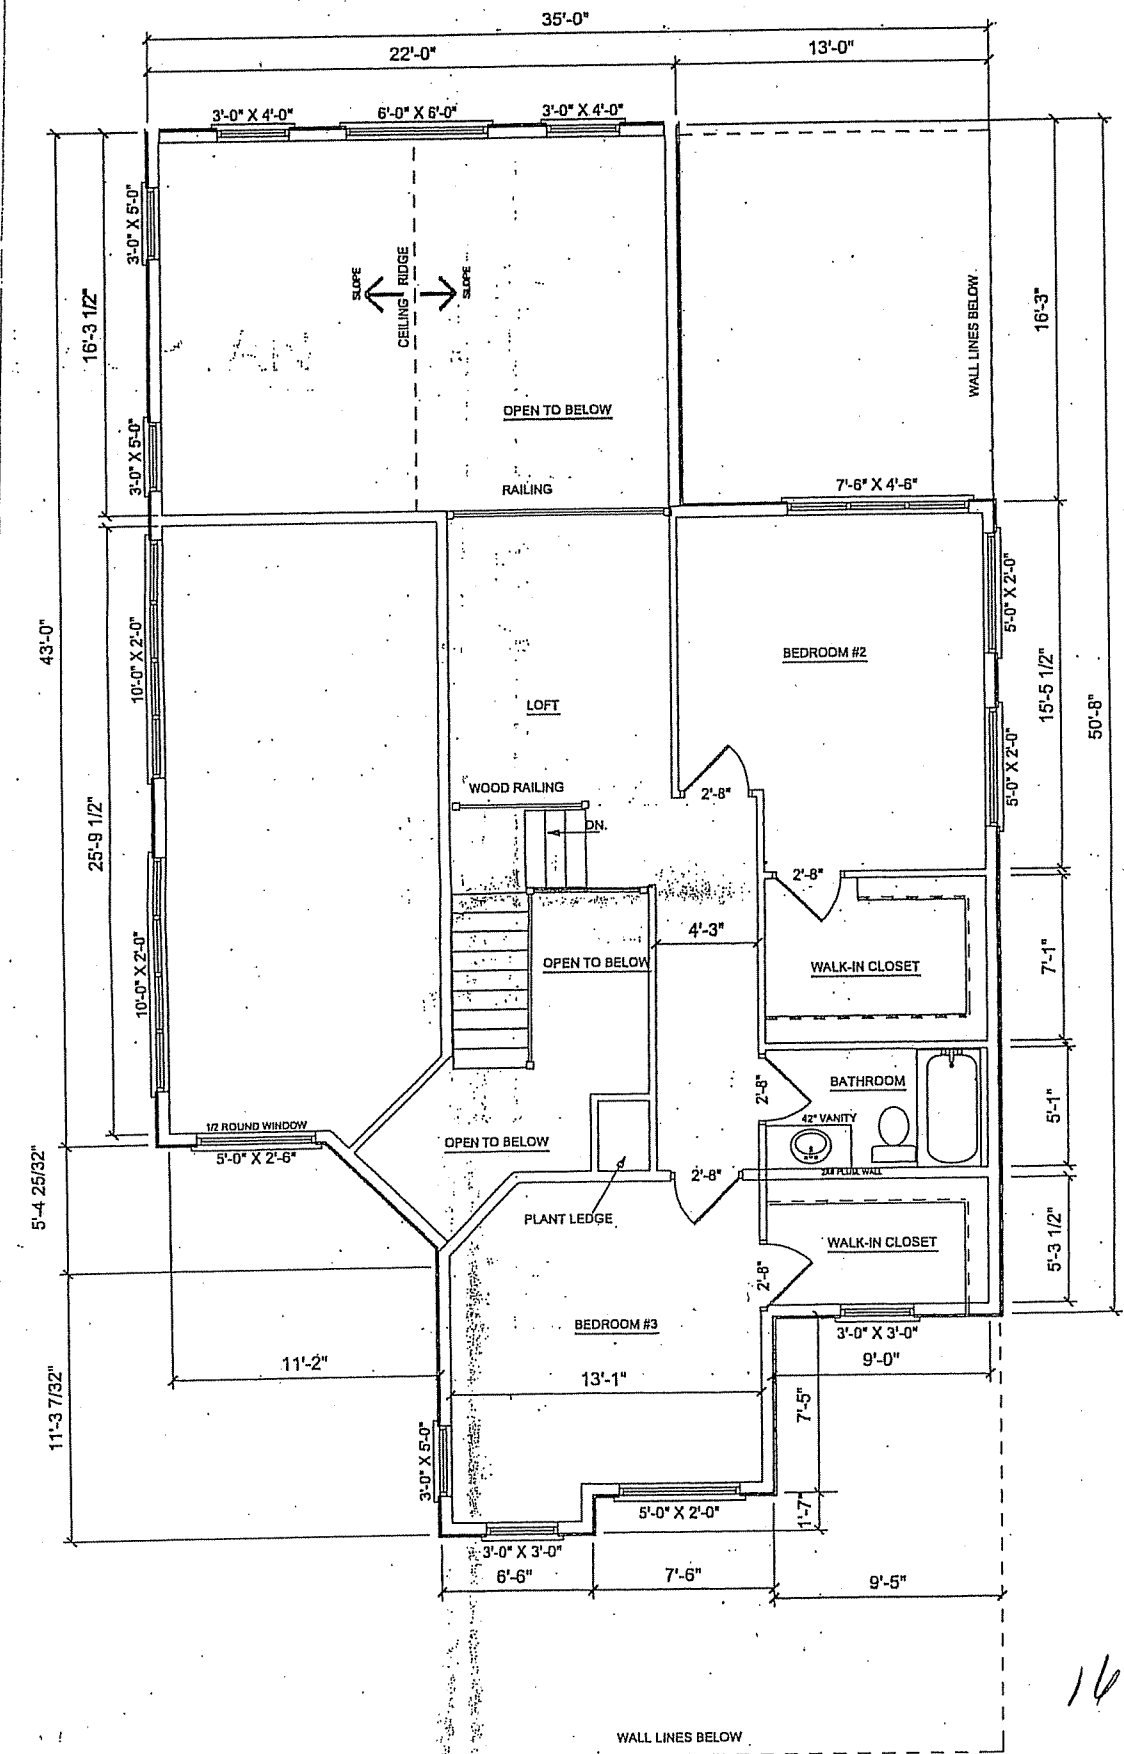 35'-0"
22'-0"
13'-0"
3'-0" X 4'-0"
6'-0" X 6'-0"
3'-0" X 4'-0"
3'-0" X 5'-0"
SLOPE
CEILING RIDGE
SLOPE
WALL LINES BELOW
16'-3"
16'-3 1/2"
OPEN TO BELOW
3'-0" X 5'-0"
RAILING
7'-6" X 4'-6"
5'-0" X 2'-0"
43'-0"
10'-0" X 2'-0"
BEDROOM #2
15'-5 1/2"
50'-8"
LOFT
5'-0" X 2'-0"
WOOD RAILING
2'-8"
DN.
25'-9 1/2"
2'-8"
4'-3"
10'-0" X 2'-0"
OPEN TO BELOW
WALK-IN CLOSET
7'-1"
BATHROOM
2'-8"
5'-1"
42" VANITY
1/2 ROUND WINDOW
5'-0" X 2'-6"
OPEN TO BELOW
2X6 PLUM. WALL
2'-8"
5'-4 25/32"
PLANT LEDGE
WALK-IN CLOSET
5'-3 1/2"
2'-8"
BEDROOM #3
3'-0" X 3'-0"
11'-2"
13'-1"
9'-0"
7'-5"
11'-3 7/32"
3'-0" X 5'-0"
5'-0" X 2'-0"
1'-7"
3'-0" X 3'-0"
6'-6"
7'-6"
9'-5"
16
WALL LINES BELOW